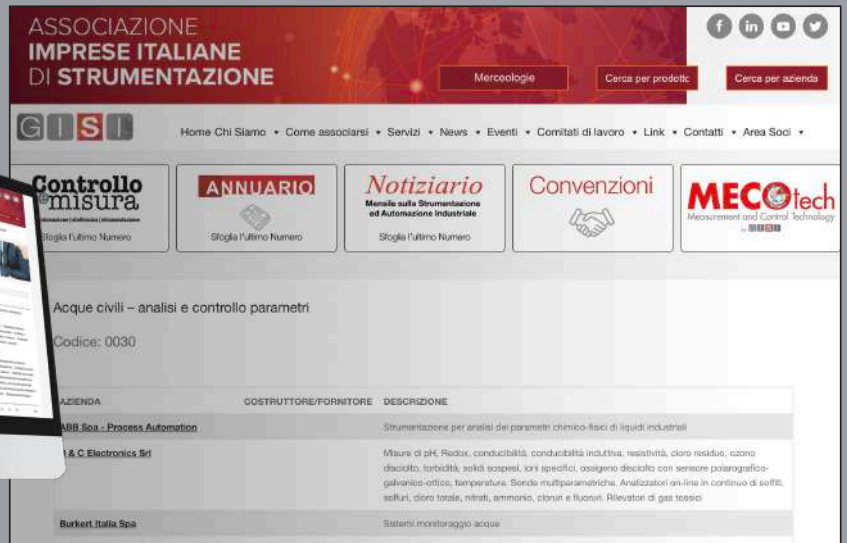 ASSOCIAZIONE
IMPRESE ITALIANE
DI STRUMENTAZIONE
Merceologie
Cerca per prodotto
Cerca per azienda
GISI
Home Chi Siamo Come associarsi Servizi News Eventi Comitati di lavoro Link Contatti Area Soci
Controllo
e misura
Sfoglia l'ultimo Numero
ANNUARIO
Sfoglia l'ultimo Numero
Notiziario
Mensile sulla Strumentazione
ed Automazione Industriale
Sfoglia l'ultimo Numero
Convenzioni
MECOtech
Measurement and Control Technology
by GISI
Acque civili – analisi e controllo parametri
Codice: 0030
AZIENDA COSTRUTTORE/FORNITORE DESCRIZIONE
ABB Spa - Process Automation Strumentazione per analisi dei parametri chimico-fisici di liquidi industriali
& C Electronics Srl Misure di pH, Redox, conducibilità, conducibilità induttiva, resistività, cloro residuo, ozono
disciolto, torbidità, solidi sospesi, ioni specifici, ossigeno disciolto con sensore polarografico-
galvanico-ottico, temperatura. Sonde multiparametriche. Analizzatori on-line in continuo di solfiti,
solfuri, cloro totale, nitrati, ammonio, cloruri e fluoruri. Rilevatori di gas tossici
Burkert Italia Spa Sistemi monitoraggio acque